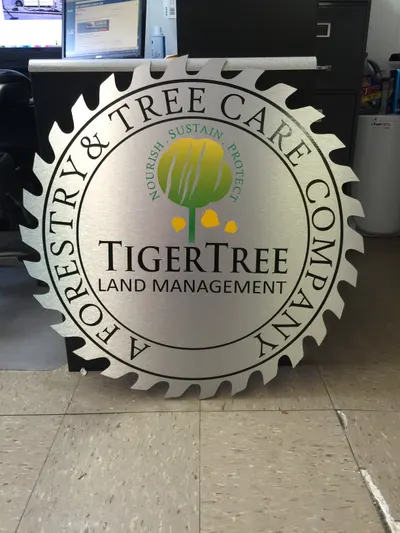 A FORESTRY & TREE CARE COMPANY
NOURISH SUSTAIN PROTECT
TIGERTREE
LAND MANAGEMENT